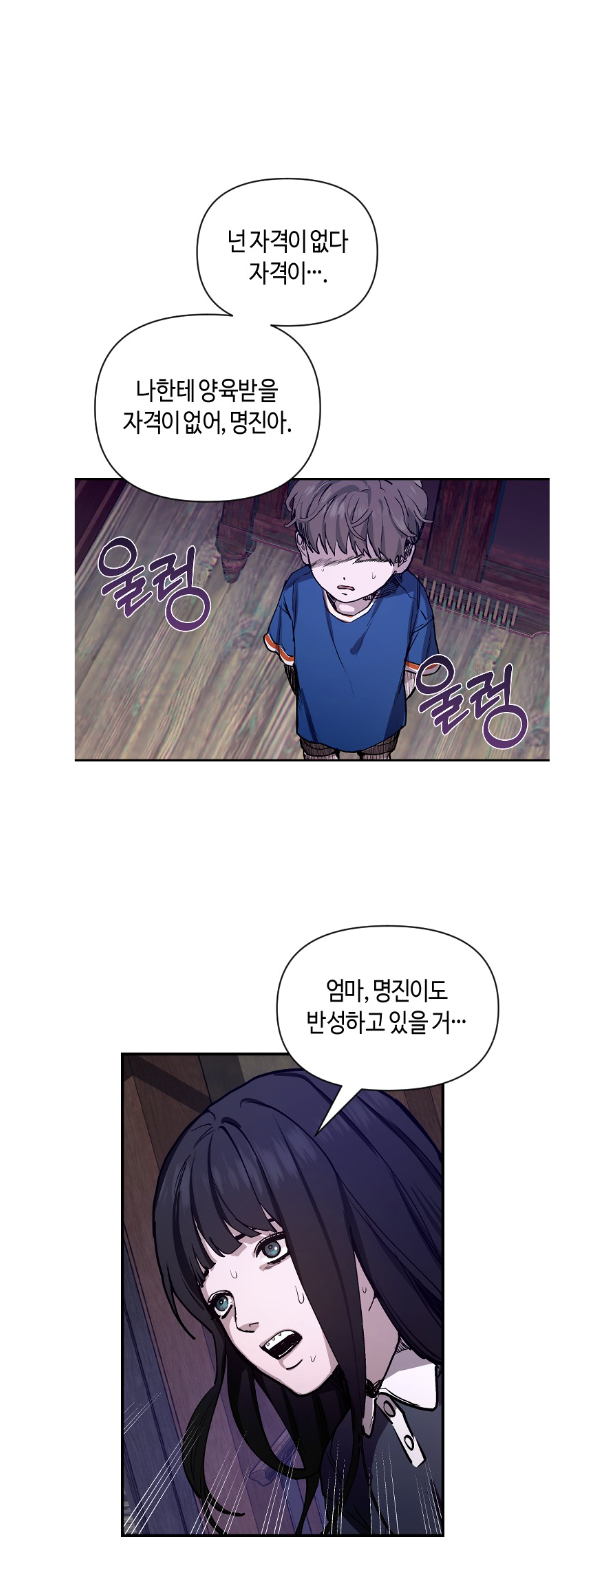 넌 자격이 없다
자격이….
나한테 양육받을
자격이 없어, 명진아.
울렁
울렁
엄마, 명진이도
반성하고 있을 거…